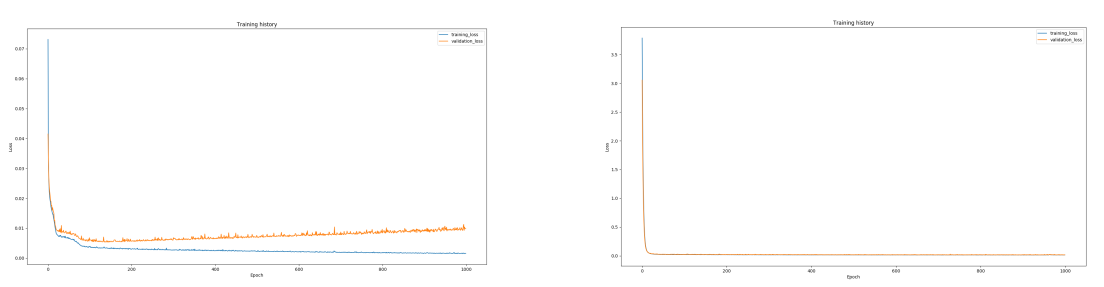 Training history
training_loss
validation_loss
0.07
0.06
0.05
0.04
0.03
0.02
0.01
0.00
Loss
0
200
400
600
800
1000
Epoch
Training history
training_loss
validation_loss
3.5
3.0
2.5
2.0
1.5
1.0
0.5
0.0
Loss
0
200
400
600
800
1000
Epoch